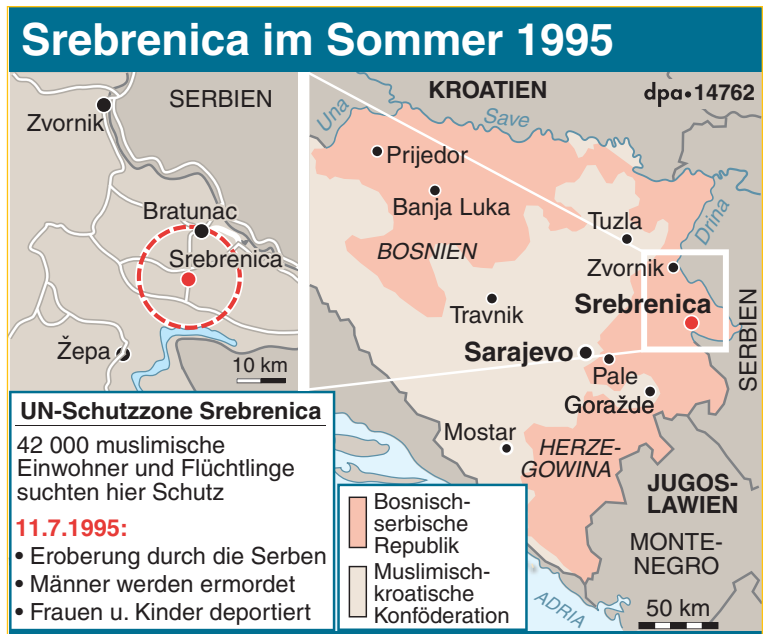 Srebrenica im Sommer 1995
SERBIEN
Zvornik
Bratunac
Srebrenica
Žepa
10 km
KROATIEN
dpa•14762
Una
Save
Prijedor
Banja Luka
Tuzla
Drina
BOSNIEN
Zvornik
Travnik
Srebrenica
SERBIEN
Sarajevo
Pale
Goražde
Mostar
HERZE-
GOWINA
JUGOS-
LAWIEN
MONTE-
NEGRO
ADRIA
50 km
UN-Schutzzone Srebrenica
42 000 muslimische
Einwohner und Flüchtlinge
suchten hier Schutz
11.7.1995:
• Eroberung durch die Serben
• Männer werden ermordet
• Frauen u. Kinder deportiert
Bosnisch-
serbische
Republik
Muslimisch-
kroatische
Konföderation